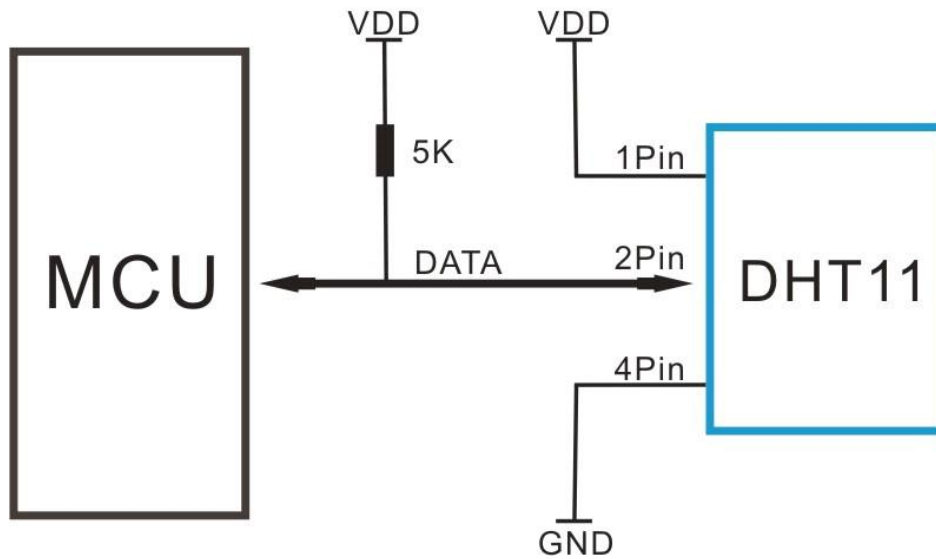 VDD
VDD
5K
1Pin
MCU
DATA
2Pin
DHT11
4Pin
GND